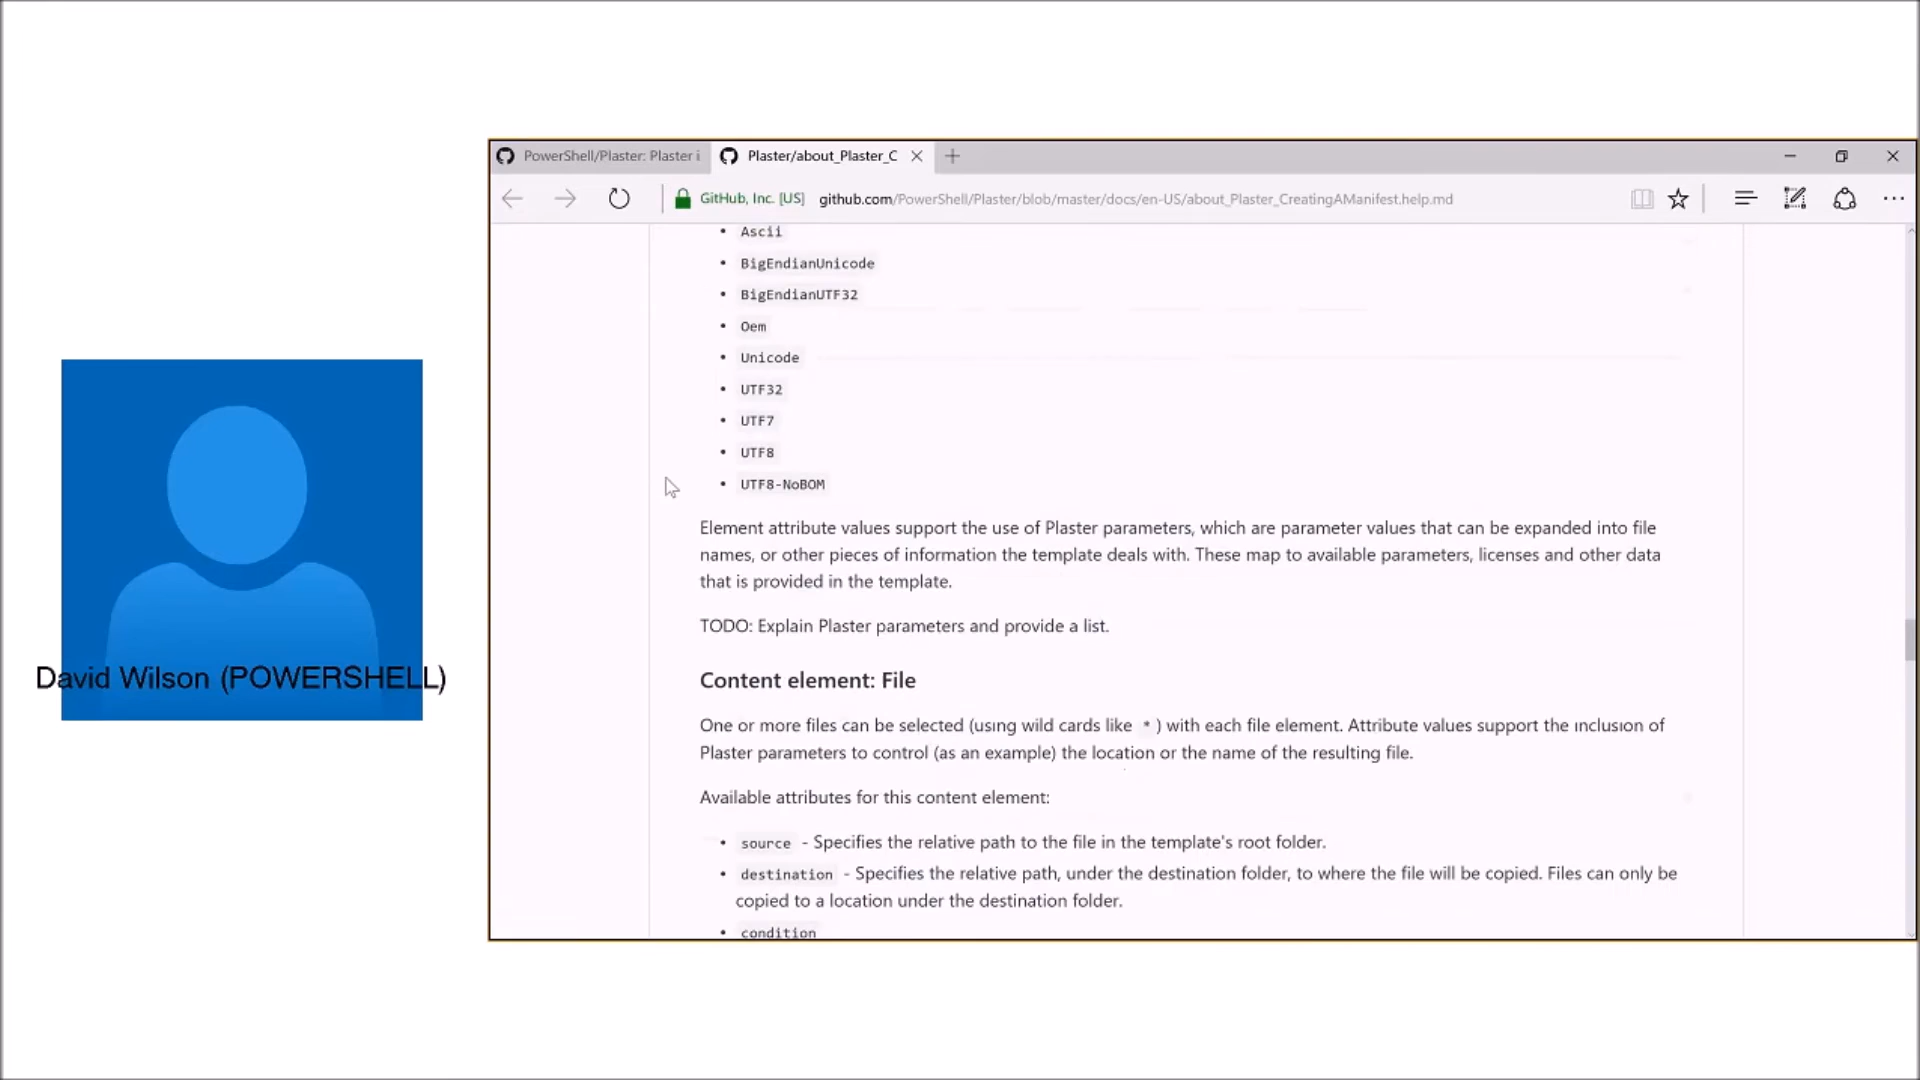 PowerShell/Plaster: Plaster i
Plaster/about_Plaster_C
GitHub, Inc. [US] github.com/PowerShell/Plaster/blob/master/docs/en-US/about_Plaster_CreatingAManifest.help.md
• Ascii
• BigEndianUnicode
• BigEndianUTF32
• Oem
• Unicode
• UTF32
• UTF7
• UTF8
• UTF8-NoBOM
Element attribute values support the use of Plaster parameters, which are parameter values that can be expanded into file
names, or other pieces of information the template deals with. These map to available parameters, licenses and other data
that is provided in the template.
TODO: Explain Plaster parameters and provide a list.
Content element: File
One or more files can be selected (using wild cards like * ) with each file element. Attribute values support the inclusion of
Plaster parameters to control (as an example) the location or the name of the resulting file.
Available attributes for this content element:
• source - Specifies the relative path to the file in the template's root folder.
• destination - Specifies the relative path, under the destination folder, to where the file will be copied. Files can only be
copied to a location under the destination folder.
• condition
David Wilson (POWERSHELL)